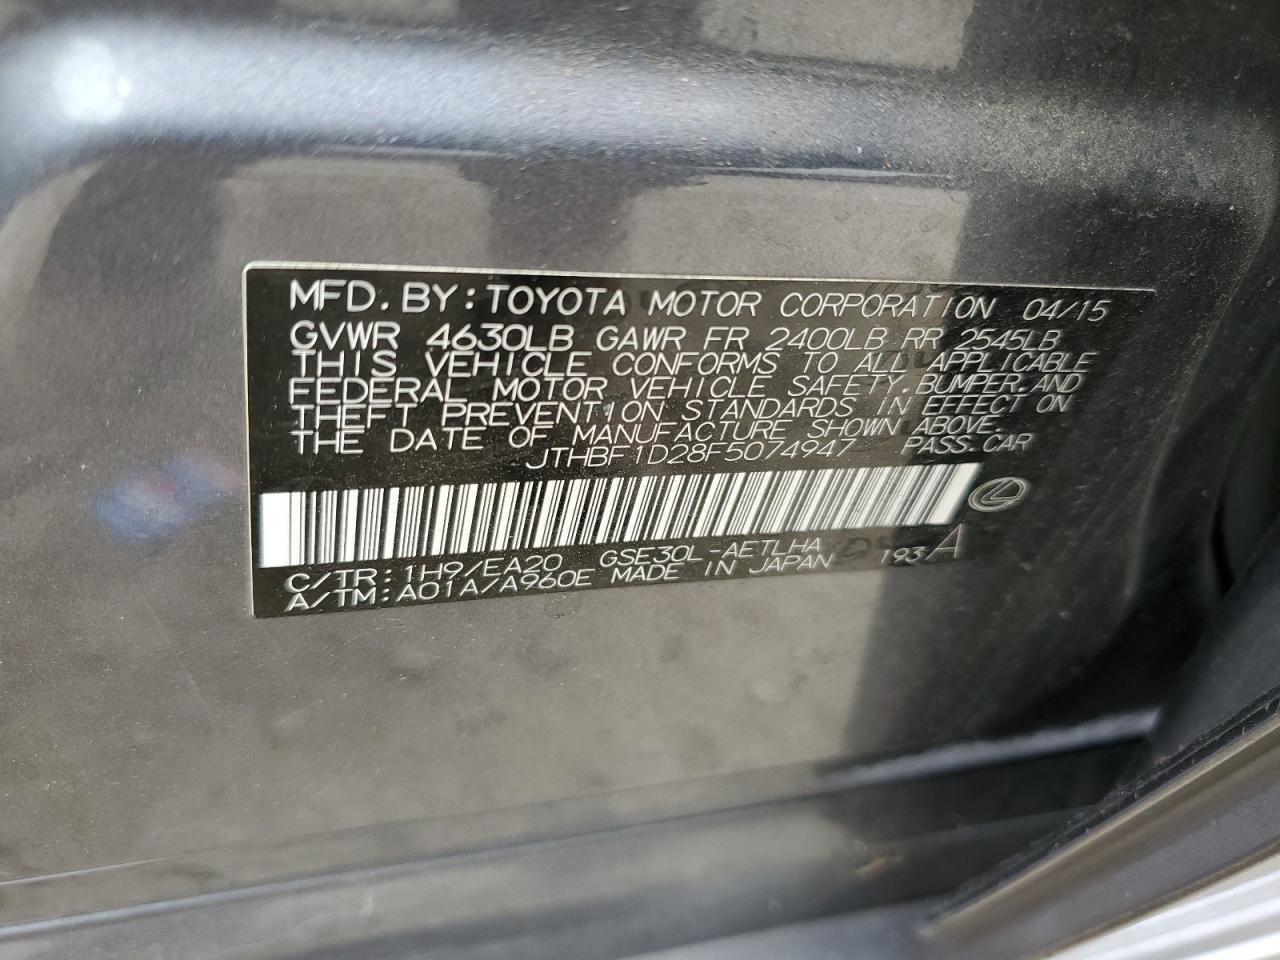 MFD. BY: TOYOTA MOTOR CORPORATION 04/15
GVWR 4630LB GAWR FR 2400LB RR 2545LB
THIS VEHICLE CONFORMS TO ALL APPLICABLE
FEDERAL MOTOR VEHICLE SAFETY, BUMPER, AND
THEFT PREVENTION STANDARDS IN EFFECT ON
THE DATE OF MANUFACTURE SHOWN ABOVE.
JTHBF1D28F5074947 PASS.CAR
C/TR: 1H9/EA20 GSE30L-AETLHA 193A
A/TM: A01A/A960E MADE IN JAPAN